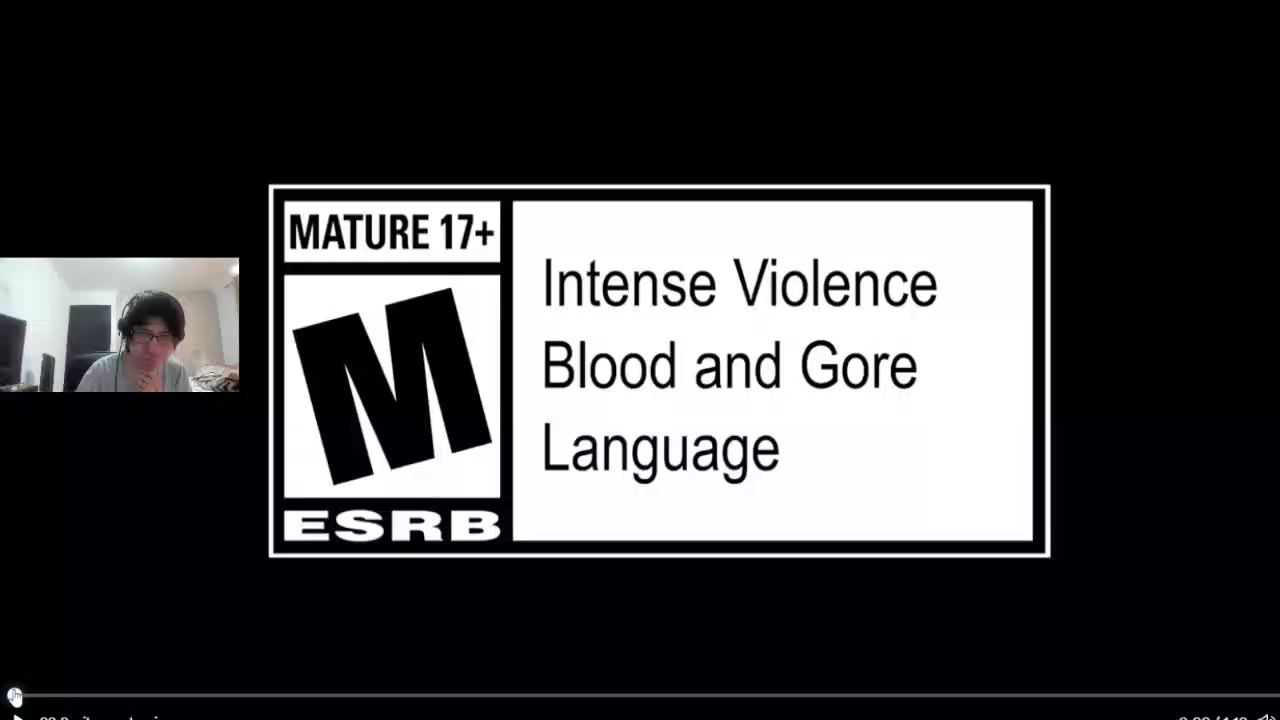 MATURE 17+
M
ESRB
Intense Violence
Blood and Gore
Language